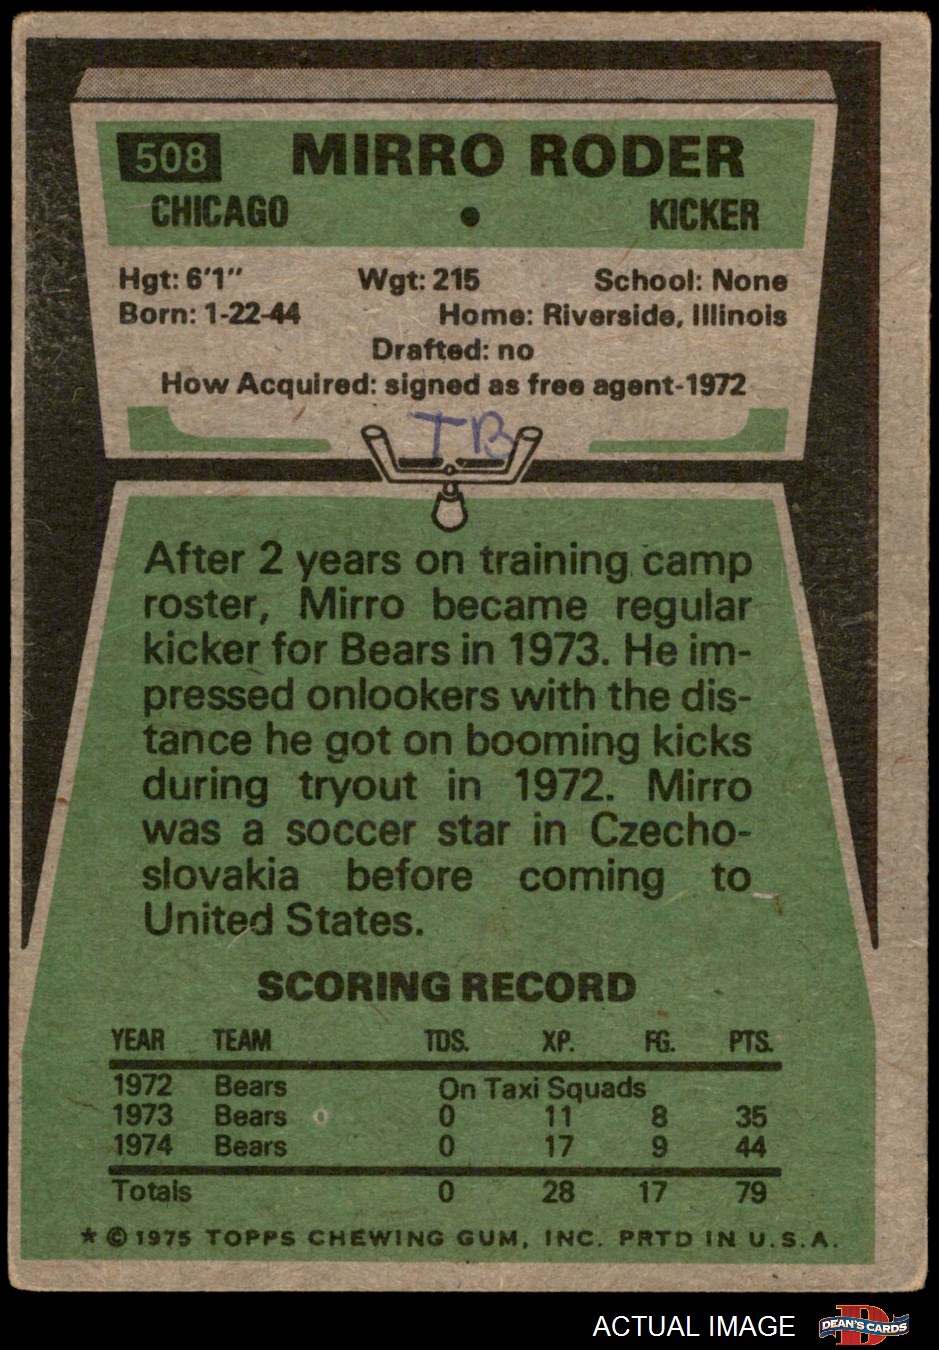 508 MIRRO RODER
CHICAGO • KICKER
Hgt: 6'1" Wgt: 215 School: None
Born: 1-22-44 Home: Riverside, Illinois
Drafted: no
How Acquired: signed as free agent-1972
TB
After 2 years on training camp
roster, Mirro became regular
kicker for Bears in 1973. He im-
pressed onlookers with the dis-
tance he got on booming kicks
during tryout in 1972. Mirro
was a soccer star in Czecho-
slovakia before coming to
United States.
SCORING RECORD
YEAR TEAM TDS. XP. FG. PTS.
1972 Bears On Taxi Squads
1973 Bears 0 11 8 35
1974 Bears 0 17 9 44
Totals 0 28 17 79
* © 1975 TOPPS CHEWING GUM, INC. PRTD IN U.S.A.
ACTUAL IMAGE DEAN'S CARDS